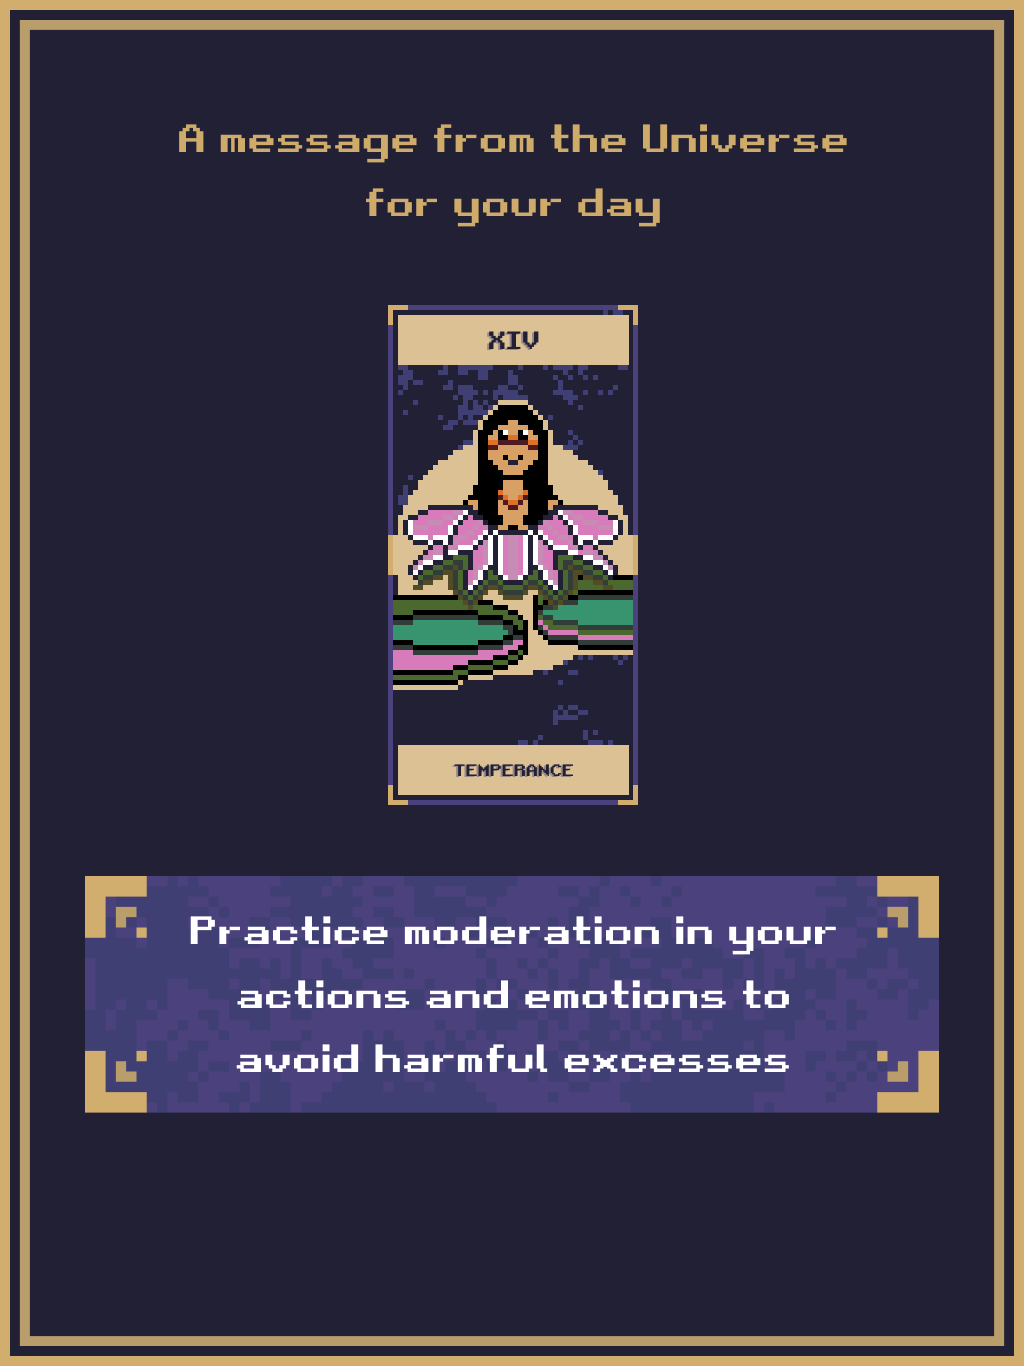 A message from the Universe
for your day
XIV
TEMPERANCE
Practice moderation in your
actions and emotions to
avoid harmful excesses